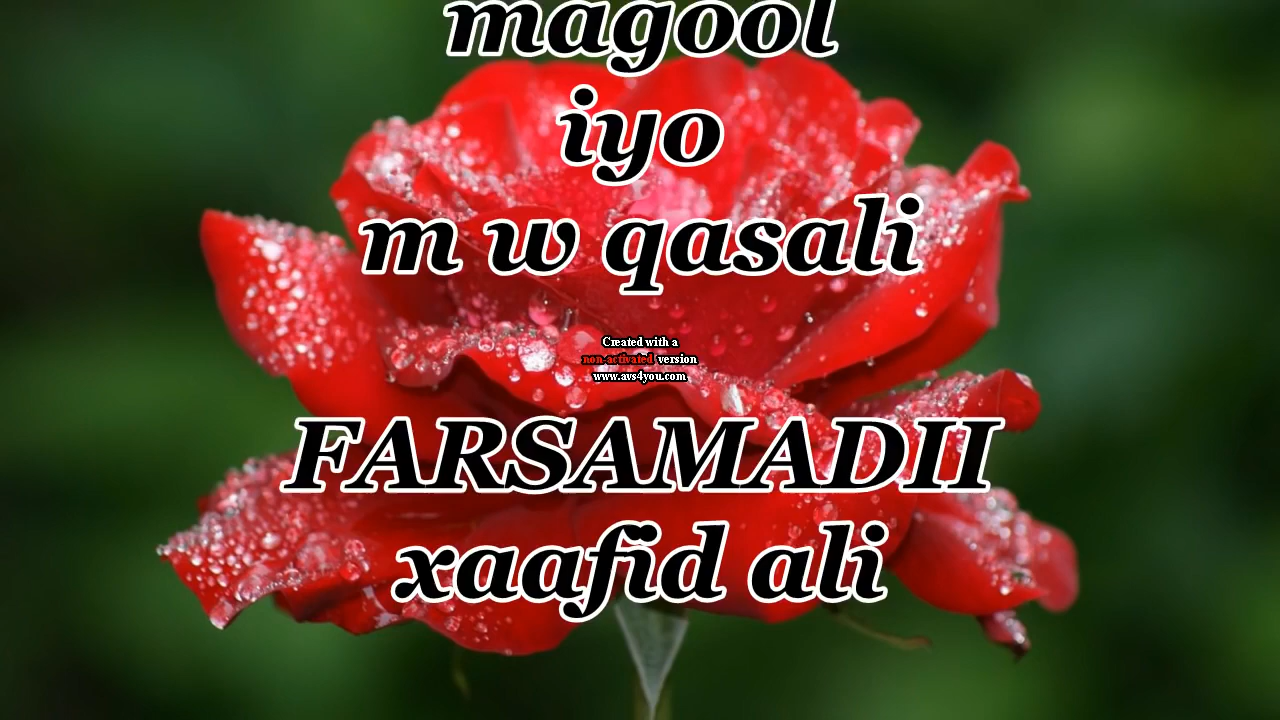 magool
iyo
m w qasali
Created with a
non-activated version
www.avs4you.com
FARSAMADII
xaafid ali